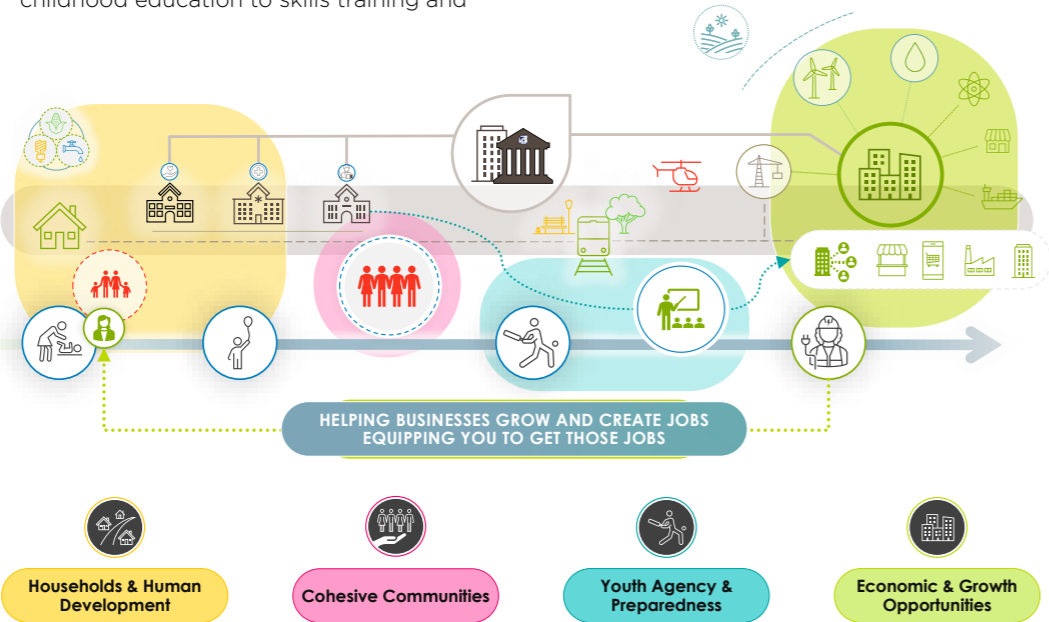 childhood education to skills training and
HELPING BUSINESSES GROW AND CREATE JOBS
EQUIPPING YOU TO GET THOSE JOBS
Households & Human
Development
Cohesive Communities
Youth Agency &
Preparedness
Economic & Growth
Opportunities